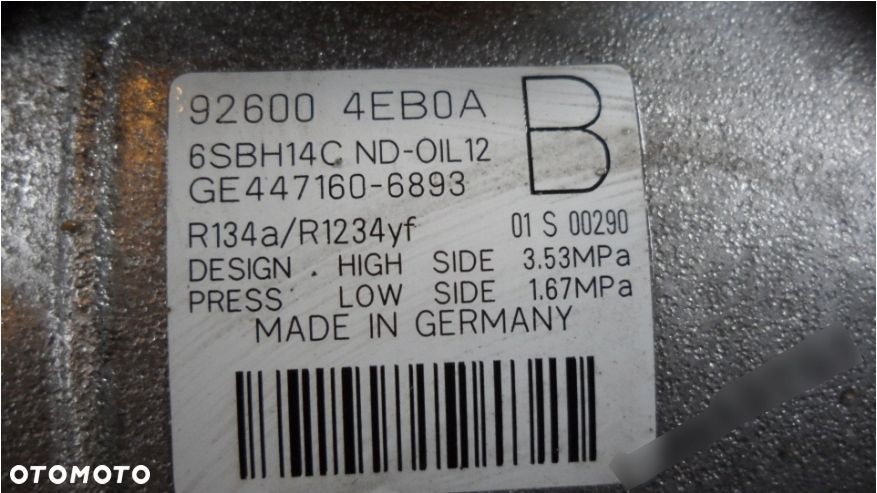 92600 4EB0A B
6SBH14C ND-OIL12
GE447160-6893
R134a/R1234yf 01 S 00290
DESIGN . HIGH SIDE 3.53MPa
PRESS LOW SIDE 1.67MPa
MADE IN GERMANY
OTOMOTO